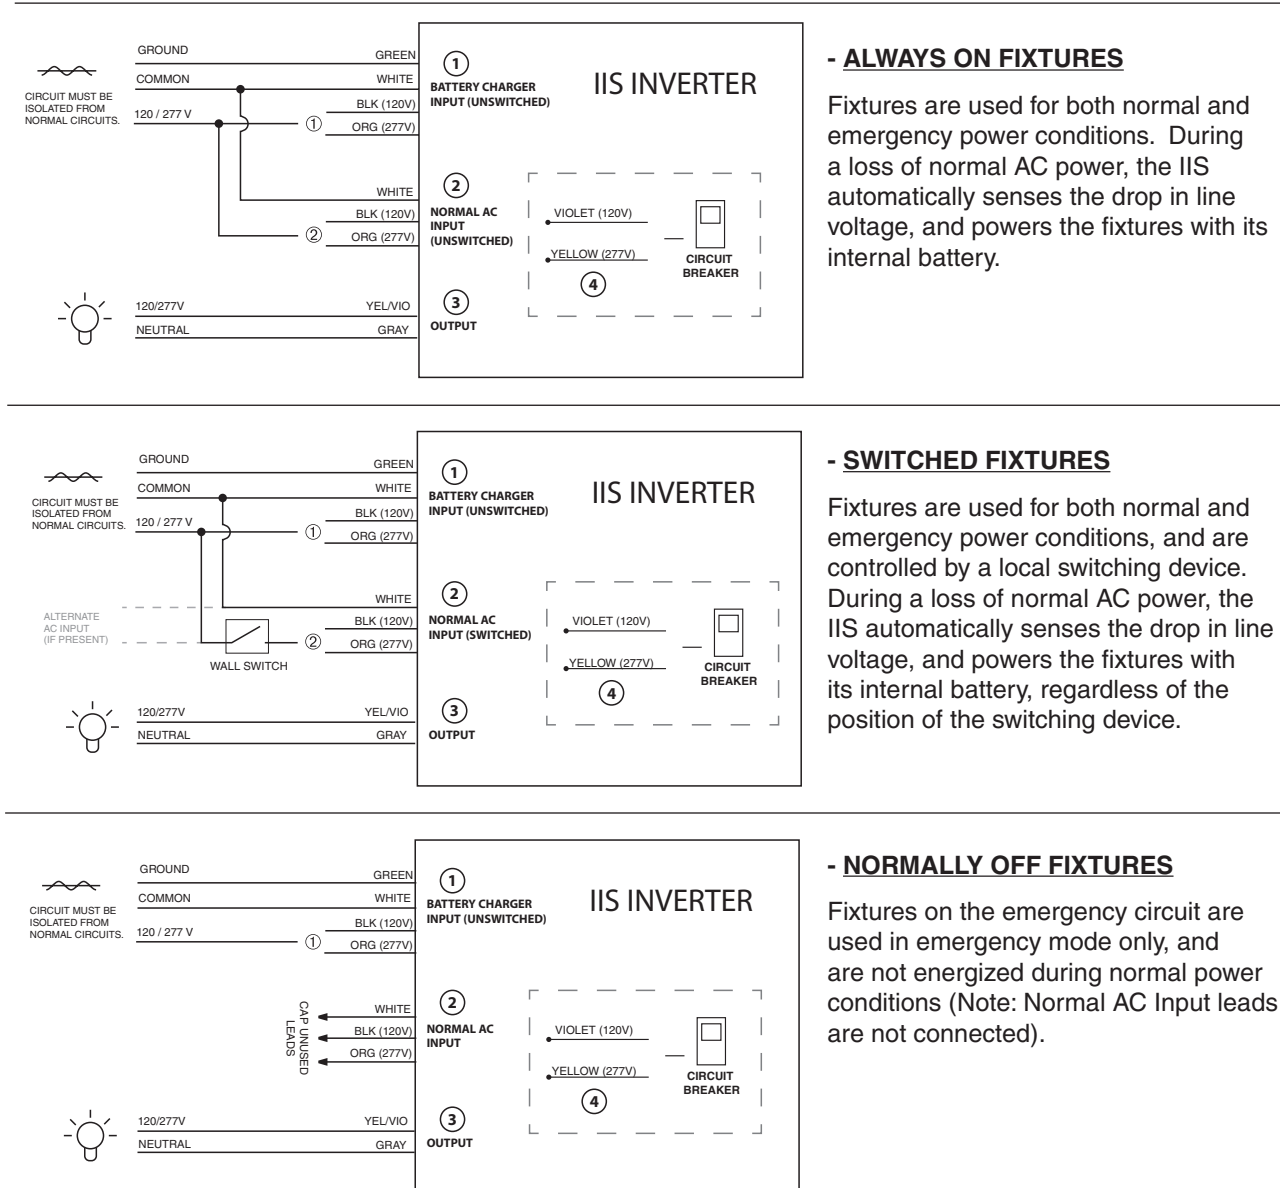 GROUND
GREEN
COMMON
WHITE
CIRCUIT MUST BE
ISOLATED FROM
NORMAL CIRCUITS.
120 / 277 V
1
BLK (120V)
ORG (277V)
1
BATTERY CHARGER
INPUT (UNSWITCHED)
IIS INVERTER
WHITE
BLK (120V)
2
ORG (277V)
2
NORMAL AC
INPUT
(UNSWITCHED)
VIOLET (120V)
YELLOW (277V)
4
CIRCUIT
BREAKER
120/277V
YEL/VIO
NEUTRAL
GRAY
3
OUTPUT
- ALWAYS ON FIXTURES
Fixtures are used for both normal and
emergency power conditions. During
a loss of normal AC power, the IIS
automatically senses the drop in line
voltage, and powers the fixtures with its
internal battery.
GROUND
GREEN
COMMON
WHITE
CIRCUIT MUST BE
ISOLATED FROM
NORMAL CIRCUITS.
120 / 277 V
1
BLK (120V)
ORG (277V)
1
BATTERY CHARGER
INPUT (UNSWITCHED)
IIS INVERTER
ALTERNATE
AC INPUT
(IF PRESENT)
WALL SWITCH
WHITE
BLK (120V)
2
ORG (277V)
2
NORMAL AC
INPUT (SWITCHED)
VIOLET (120V)
YELLOW (277V)
4
CIRCUIT
BREAKER
120/277V
YEL/VIO
NEUTRAL
GRAY
3
OUTPUT
- SWITCHED FIXTURES
Fixtures are used for both normal and
emergency power conditions, and are
controlled by a local switching device.
During a loss of normal AC power, the
IIS automatically senses the drop in line
voltage, and powers the fixtures with
its internal battery, regardless of the
position of the switching device.
GROUND
GREEN
COMMON
WHITE
CIRCUIT MUST BE
ISOLATED FROM
NORMAL CIRCUITS.
120 / 277 V
1
BLK (120V)
ORG (277V)
1
BATTERY CHARGER
INPUT (UNSWITCHED)
IIS INVERTER
CAP UNUSED
LEADS
WHITE
BLK (120V)
ORG (277V)
2
NORMAL AC
INPUT
VIOLET (120V)
YELLOW (277V)
4
CIRCUIT
BREAKER
120/277V
YEL/VIO
NEUTRAL
GRAY
3
OUTPUT
- NORMALLY OFF FIXTURES
Fixtures on the emergency circuit are
used in emergency mode only, and
are not energized during normal power
conditions (Note: Normal AC Input leads
are not connected).